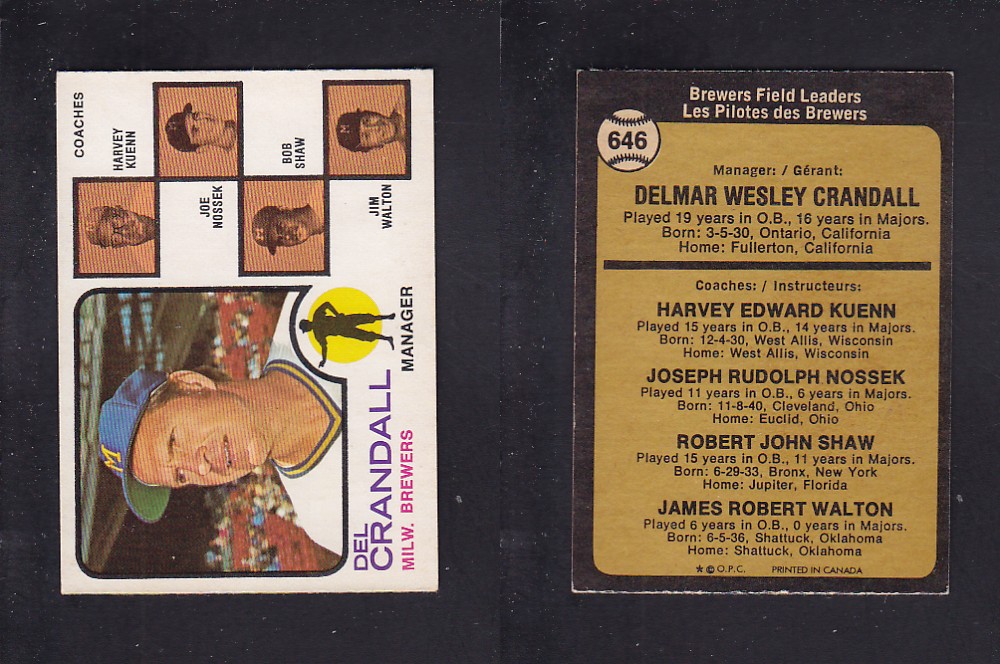 COACHES
HARVEY
KUENN
BOB
SHAW
JOE
NOSSEK
JIM
WALTON
M
DEL
CRANDALL
MILW. BREWERS
MANAGER
Brewers Field Leaders
Les Pilotes des Brewers
646
Manager: / Gérant:
DELMAR WESLEY CRANDALL
Played 19 years in O.B., 16 years in Majors.
Born: 3-5-30, Ontario, California
Home: Fullerton, California
Coaches: / Instructeurs:
HARVEY EDWARD KUENN
Played 15 years in O.B., 14 years in Majors.
Born: 12-4-30, West Allis, Wisconsin
Home: West Allis, Wisconsin
JOSEPH RUDOLPH NOSSEK
Played 11 years in O.B., 6 years in Majors.
Born: 11-8-40, Cleveland, Ohio
Home: Euclid, Ohio
ROBERT JOHN SHAW
Played 15 years in O.B., 11 years in Majors.
Born: 6-29-33, Bronx, New York
Home: Jupiter, Florida
JAMES ROBERT WALTON
Played 6 years in O.B., 0 years in Majors.
Born: 6-5-36, Shattuck, Oklahoma
Home: Shattuck, Oklahoma
* © O.P.C. PRINTED IN CANADA